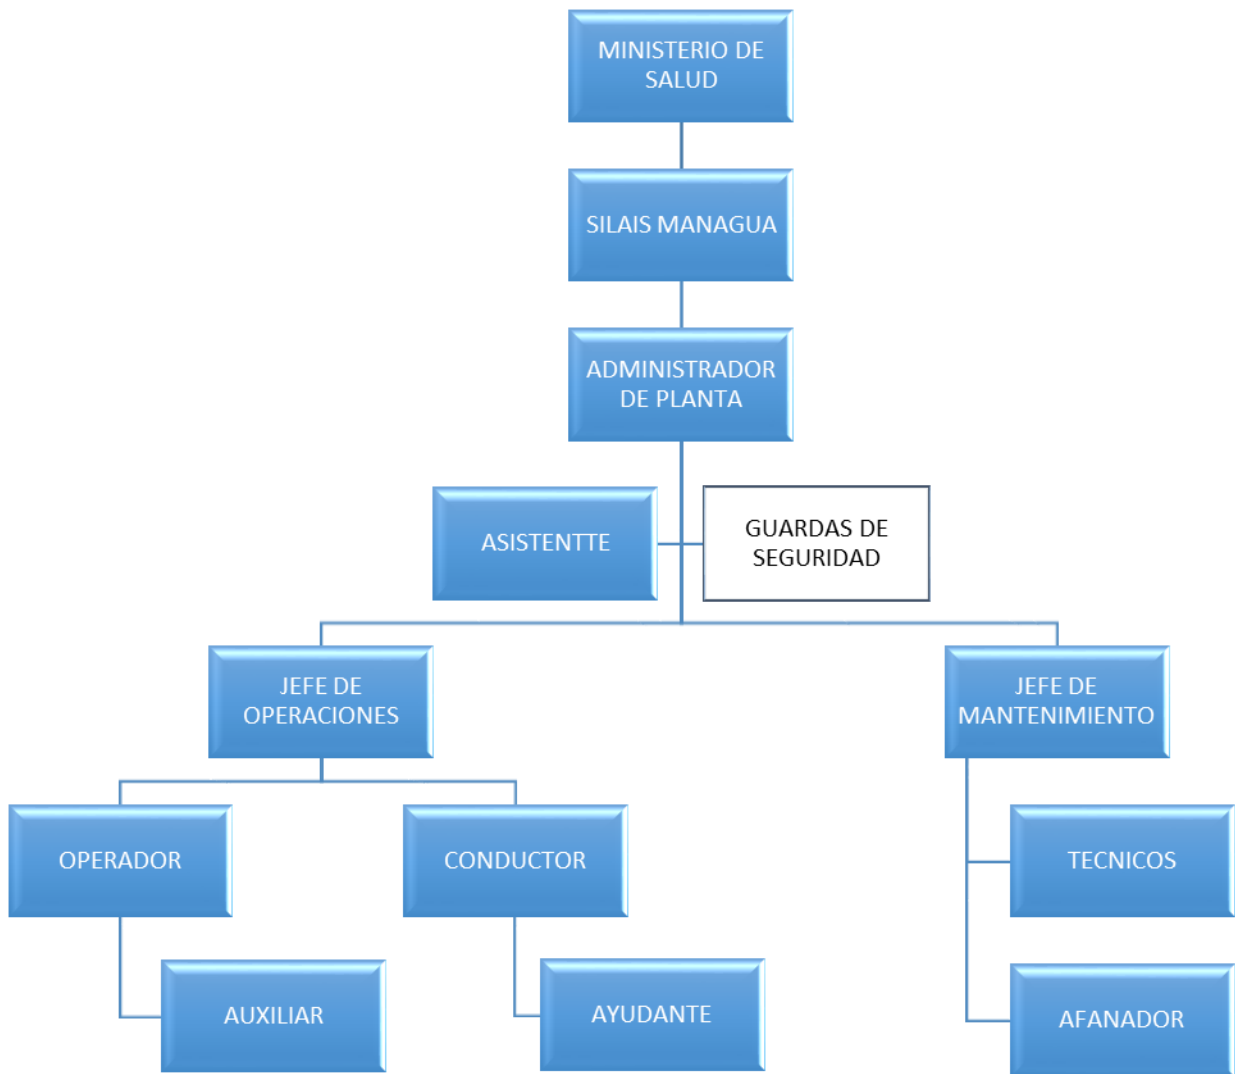 MINISTERIO DE
SALUD
SILAIS MANAGUA
ADMINISTRADOR
DE PLANTA
ASISTENTTE
GUARDAS DE
SEGURIDAD
JEFE DE
OPERACIONES
JEFE DE
MANTENIMIENTO
OPERADOR
CONDUCTOR
TECNICOS
AUXILIAR
AYUDANTE
AFANADOR